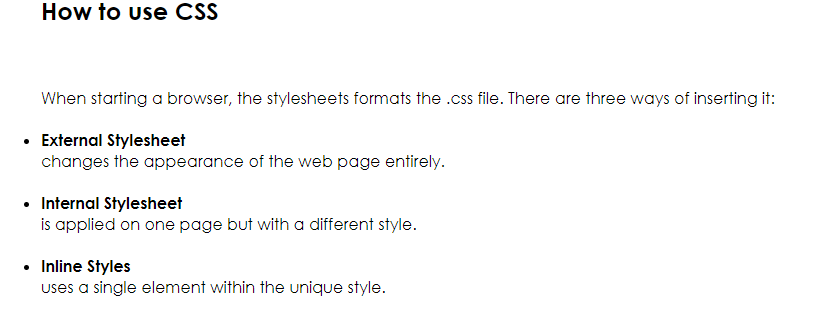 How to use CSS
When starting a browser, the stylesheets formats the .css file. There are three ways of inserting it:
• External Stylesheet
changes the appearance of the web page entirely.
• Internal Stylesheet
is applied on one page but with a different style.
• Inline Styles
uses a single element within the unique style.